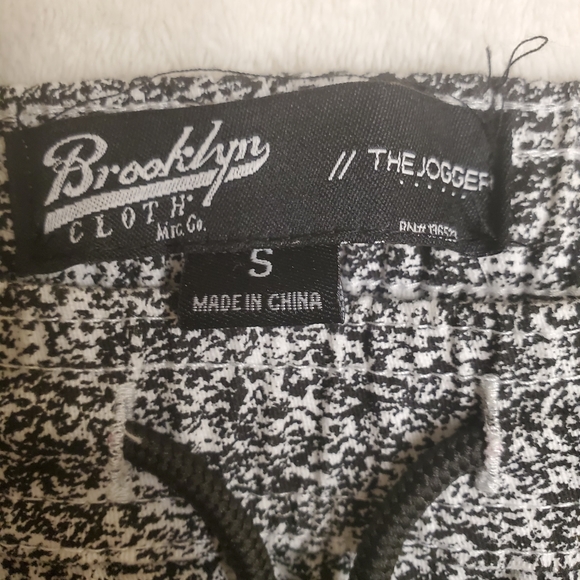 Brooklyn
CLOTH
MFG. Co.
// THE JOGGER
S
MADE IN CHINA